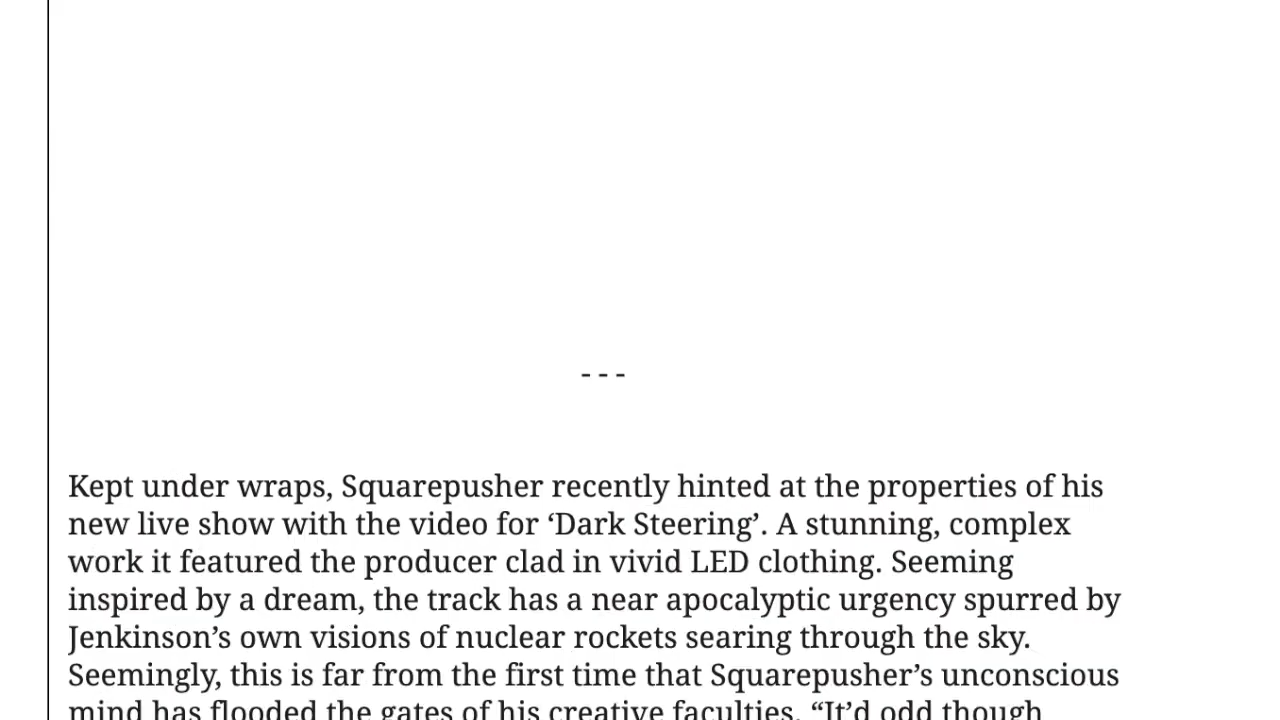 - - -
Kept under wraps, Squarepusher recently hinted at the properties of his
new live show with the video for ‘Dark Steering’. A stunning, complex
work it featured the producer clad in vivid LED clothing. Seeming
inspired by a dream, the track has a near apocalyptic urgency spurred by
Jenkinson’s own visions of nuclear rockets searing through the sky.
Seemingly, this is far from the first time that Squarepusher’s unconscious
mind has flooded the gates of his creative faculties. “It’d odd though